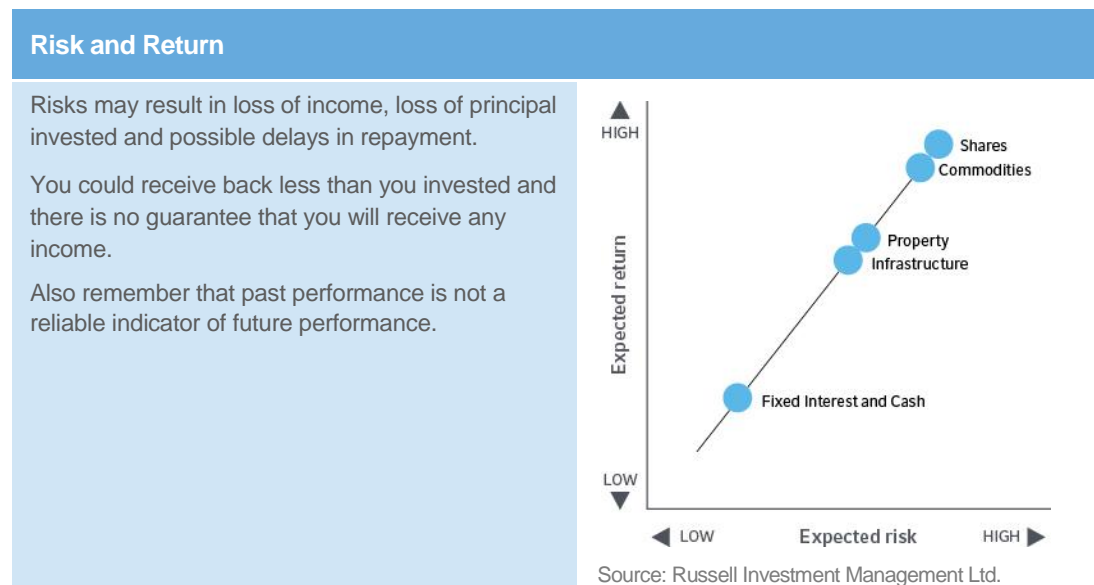 Risk and Return
Risks may result in loss of income, loss of principal
invested and possible delays in repayment.
You could receive back less than you invested and
there is no guarantee that you will receive any
income.
Also remember that past performance is not a
reliable indicator of future performance.
HIGH
Shares
Commodities
Property
Infrastructure
Expected return
Fixed Interest and Cash
LOW
LOW
Expected risk
HIGH
Source: Russell Investment Management Ltd.